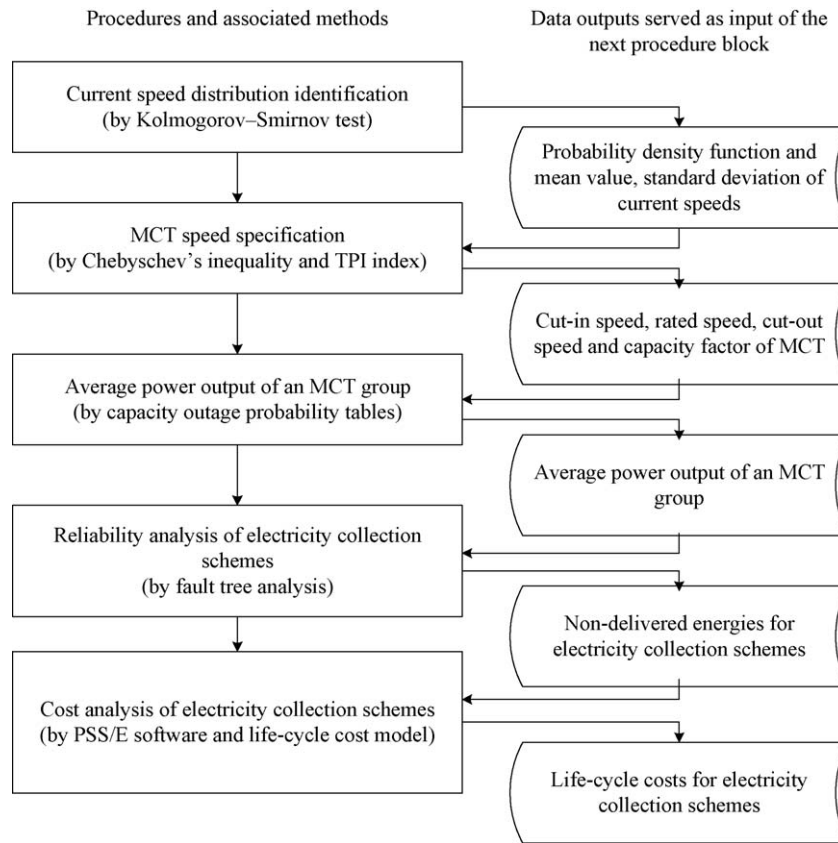 Procedures and associated methods
Data outputs served as input of the
next procedure block
Current speed distribution identification
(by Kolmogorov–Smirnov test)
Probability density function and
mean value, standard deviation of
current speeds
MCT speed specification
(by Chebyschev's inequality and TPI index)
Cut-in speed, rated speed, cut-out
speed and capacity factor of MCT
Average power output of an MCT group
(by capacity outage probability tables)
Average power output of an MCT
group
Reliability analysis of electricity collection
schemes
(by fault tree analysis)
Non-delivered energies for
electricity collection schemes
Cost analysis of electricity collection schemes
(by PSS/E software and life-cycle cost model)
Life-cycle costs for electricity
collection schemes